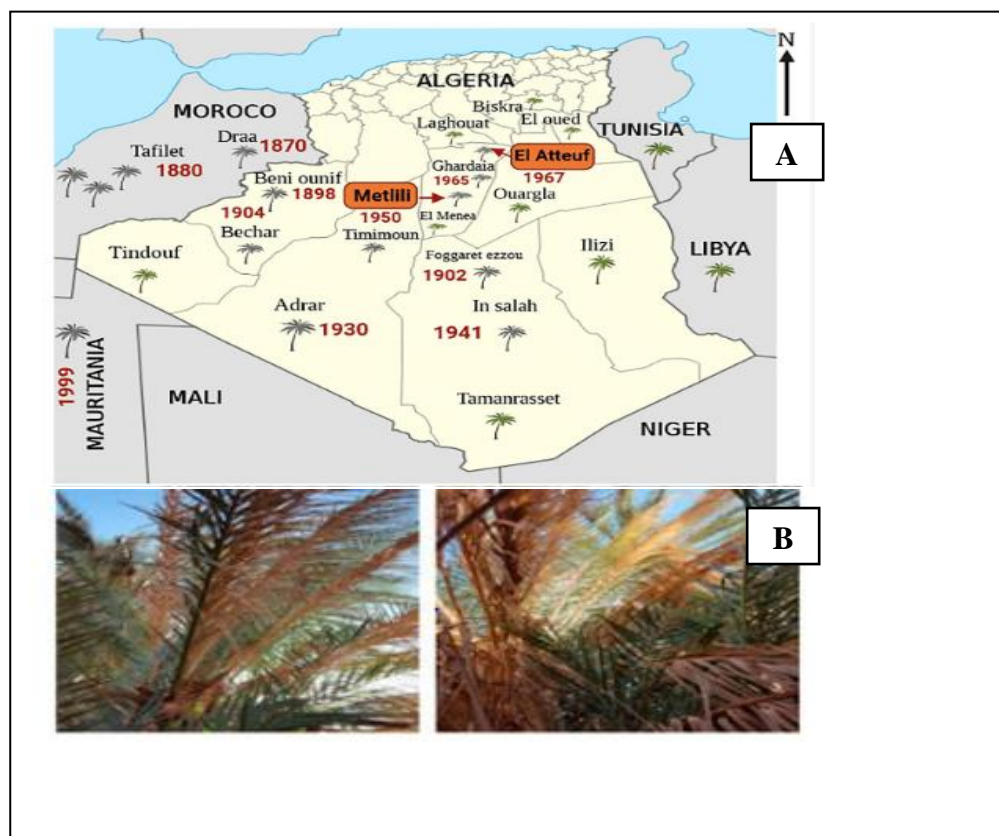 N
ALGERIA
MOROCO
Biskra
Laghouat
El oued
TUNISIA
A
Draa 1870
Tafilet
1880
El Atteuf
Ghardaia
1965
1967
Beni ounif
1898
Metlili
1950
Ouargla
1904
Bechar
El Menea
Timimoun
Tindouf
Foggaret ezzou
1902
Ilizi
LIBYA
Adrar
1930
In salah
1941
1999
MAURITANIA
MALI
Tamanrasset
NIGER
B